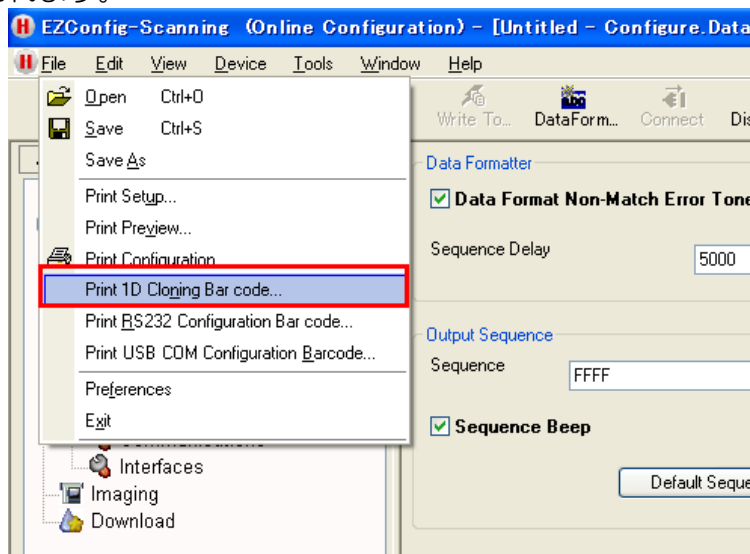 EZConfig-Scanning (Online Configuration) - [Untitled - Configure.Data
File Edit View Device Tools Window Help
Open Ctrl+O
Save Ctrl+S
Save As
Print Setup...
Print Preview...
Print Configuration
Print 1D Cloning Bar code...
Print RS232 Configuration Bar code...
Print USB COM Configuration Barcode...
Preferences
Exit
Interfaces
Imaging
Download
Write To... DataForm... Connect
Data Formatter
Data Format Non-Match Error Tone
Sequence Delay 5000
Output Sequence
Sequence FFFF
Sequence Beep
Default